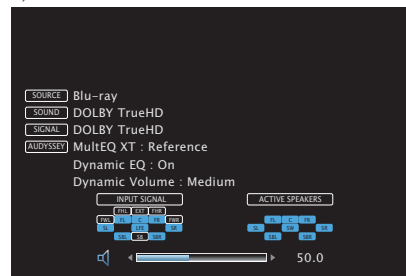 SOURCE Blu-ray
SOUND DOLBY TrueHD
SIGNAL DOLBY TrueHD
AUDYSSEY MultEQ XT : Reference
Dynamic EQ : On
Dynamic Volume : Medium
INPUT SIGNAL ACTIVE SPEAKERS
FHL EXT FHR
FWL FL C FR FWR FL C FR
SL LFE SR SL SW SR
SBL SB SBR SBL SBR
50.0